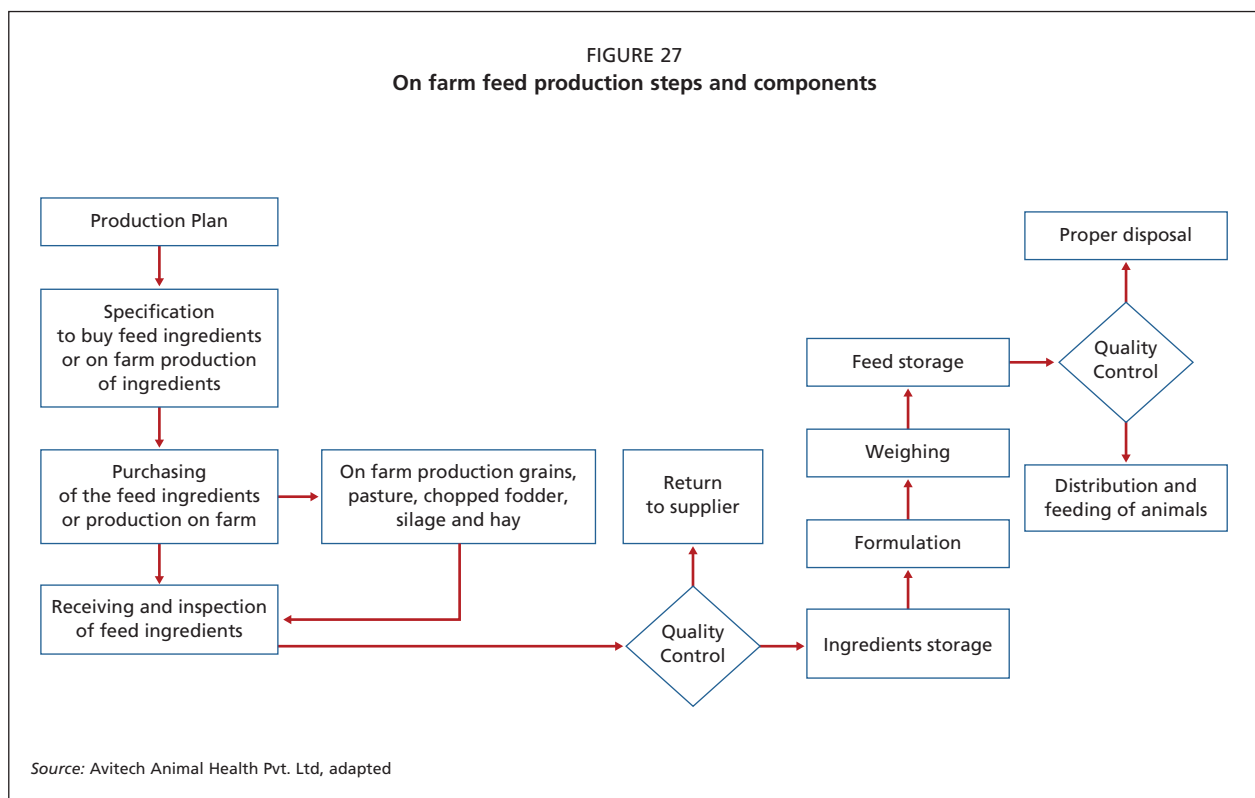 FIGURE 27
On farm feed production steps and components
Production Plan
Specification
to buy feed ingredients
or on farm production
of ingredients
Purchasing
of the feed ingredients
or production on farm
On farm production grains,
pasture, chopped fodder,
silage and hay
Receiving and inspection
of feed ingredients
Return
to supplier
Quality
Control
Ingredients storage
Formulation
Weighing
Feed storage
Quality
Control
Proper disposal
Distribution and
feeding of animals
Source: Avitech Animal Health Pvt. Ltd, adapted